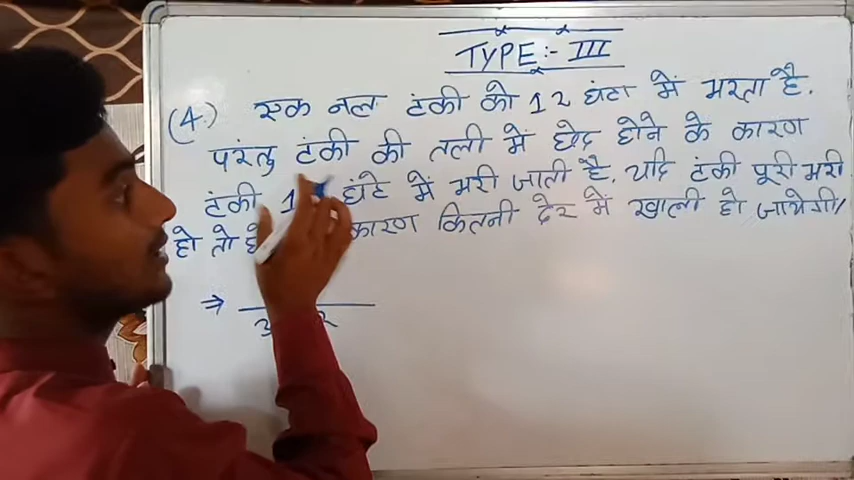 TYPE :- III
(4.) एक नल टंकी को 12 घंटा में भरता है.
परंतु टंकी की तली में छेद होने के कारण
टंकी घंटे में भरी जाती है. यदि टंकी पूरी भरी
हो तो कारण कितनी देर में खाली हो जायेगी/
⇒